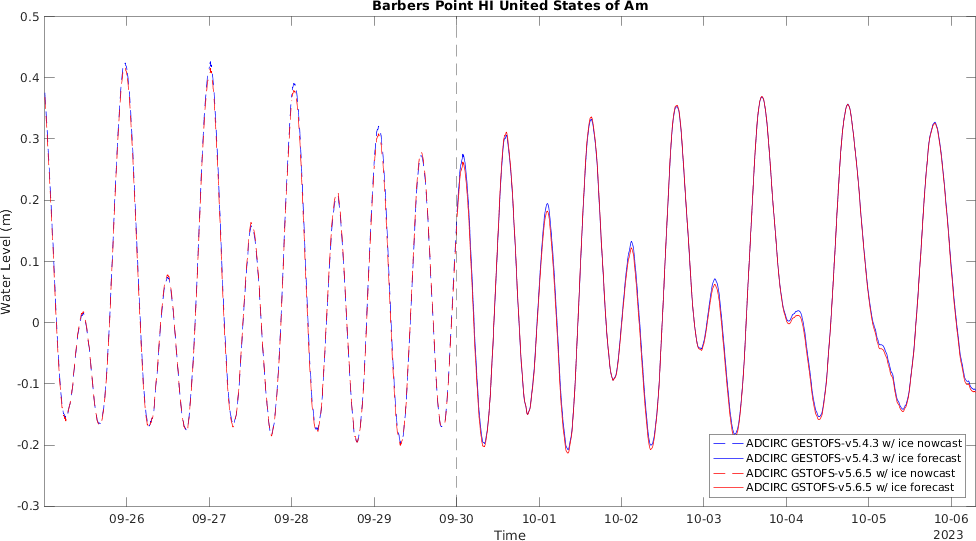 Barbers Point HI United States of Am
0.5
0.4
0.3
0.2
0.1
0
-0.1
-0.2
-0.3
Water Level (m)
09-26 09-27 09-28 09-29 09-30 10-01 10-02 10-03 10-04 10-05 10-06
2023
Time
ADCIRC GESTOFS-v5.4.3 w/ ice nowcast
ADCIRC GESTOFS-v5.4.3 w/ ice forecast
ADCIRC GSTOFS-v5.6.5 w/ ice nowcast
ADCIRC GSTOFS-v5.6.5 w/ ice forecast